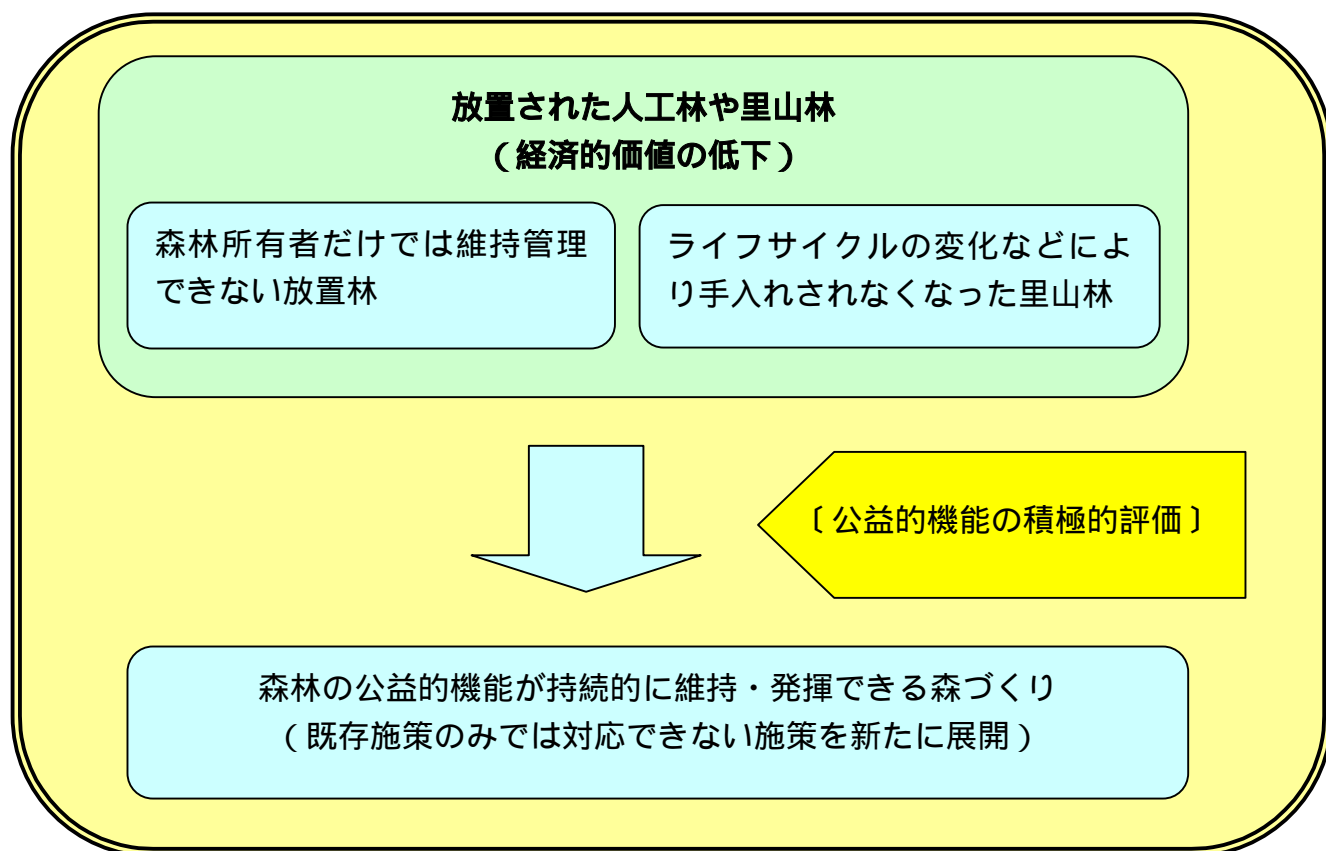 放置された人工林や里山林
（経済的価値の低下）
森林所有者だけでは維持管理
できない放置林
ライフサイクルの変化などによ
り手入れされなくなった里山林
〔公益的機能の積極的評価〕
森林の公益的機能が持続的に維持・発揮できる森づくり
（既存施策のみでは対応できない施策を新たに展開）